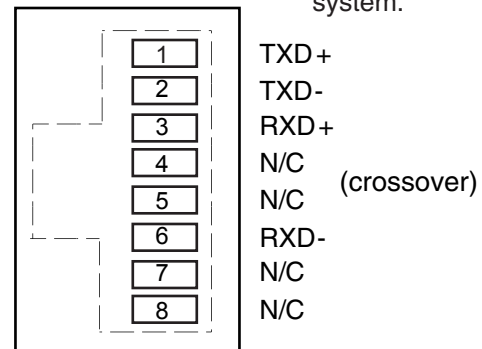 system.
1 TXD+
2 TXD-
3 RXD+
4 N/C
(crossover)
5 N/C
6 RXD-
7 N/C
8 N/C